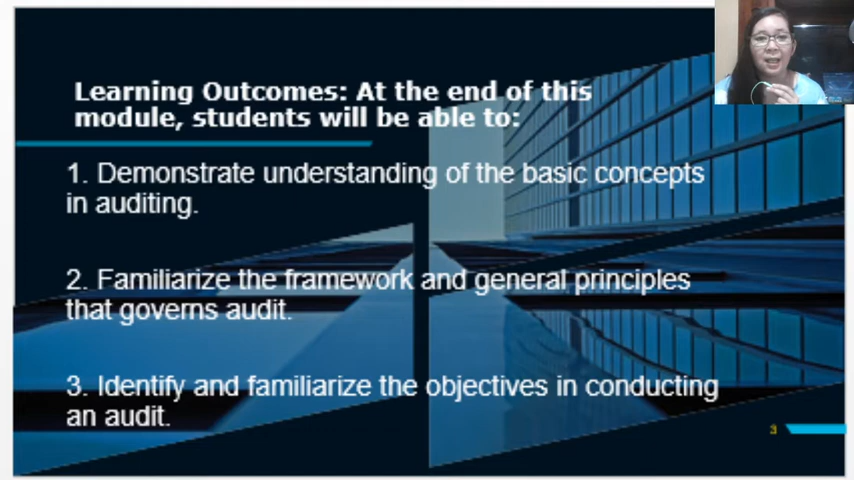 Learning Outcomes: At the end of this
module, students will be able to:
1. Demonstrate understanding of the basic concepts
in auditing.
2. Familiarize the framework and general principles
that governs audit.
3. Identify and familiarize the objectives in conducting
an audit.
3